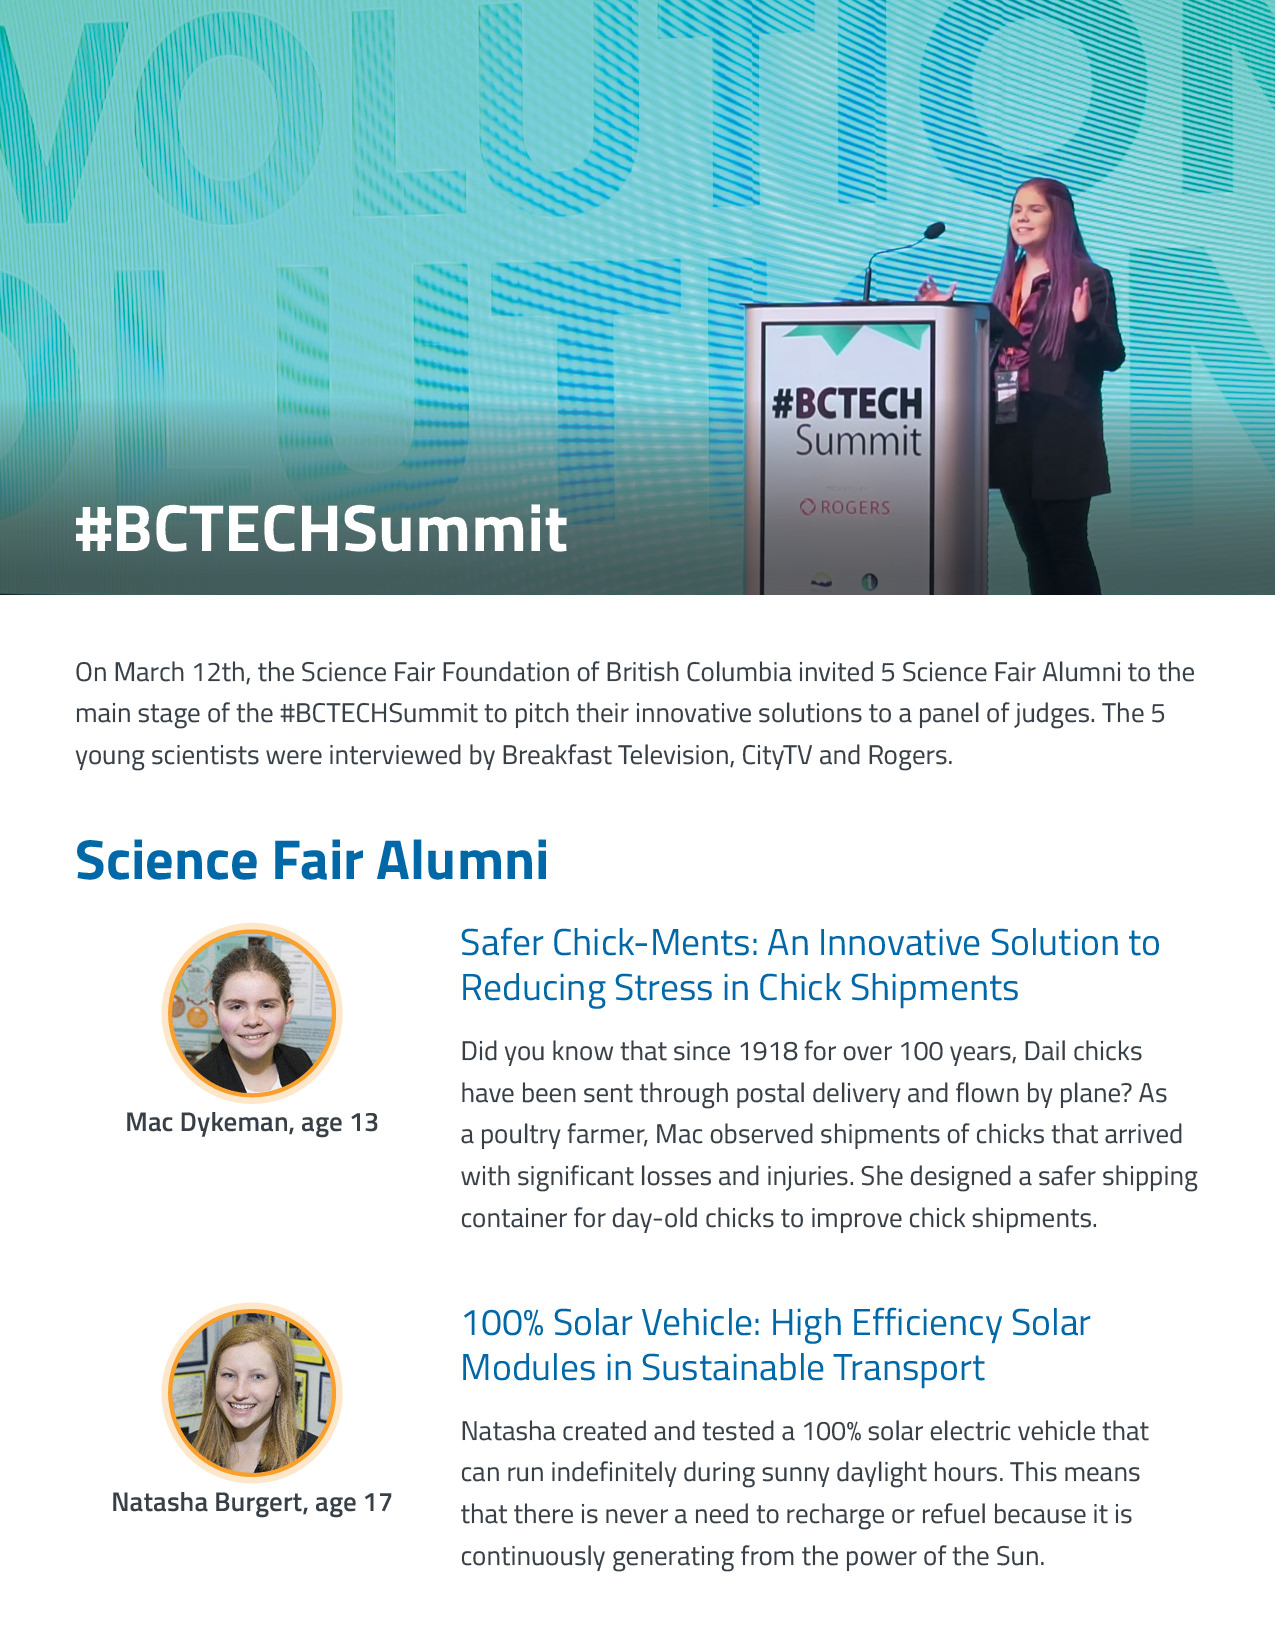 VOLUTION
OLUTION
#BCTECH
Summit
ROGERS
#BCTECHSummit
On March 12th, the Science Fair Foundation of British Columbia invited 5 Science Fair Alumni to the
main stage of the #BCTECHSummit to pitch their innovative solutions to a panel of judges. The 5
young scientists were interviewed by Breakfast Television, CityTV and Rogers.
Science Fair Alumni
Safer Chick-Ments: An Innovative Solution to
Reducing Stress in Chick Shipments
Did you know that since 1918 for over 100 years, Dail chicks
have been sent through postal delivery and flown by plane? As
a poultry farmer, Mac observed shipments of chicks that arrived
with significant losses and injuries. She designed a safer shipping
container for day-old chicks to improve chick shipments.
Mac Dykeman, age 13
100% Solar Vehicle: High Efficiency Solar
Modules in Sustainable Transport
Natasha created and tested a 100% solar electric vehicle that
can run indefinitely during sunny daylight hours. This means
that there is never a need to recharge or refuel because it is
continuously generating from the power of the Sun.
Natasha Burgert, age 17